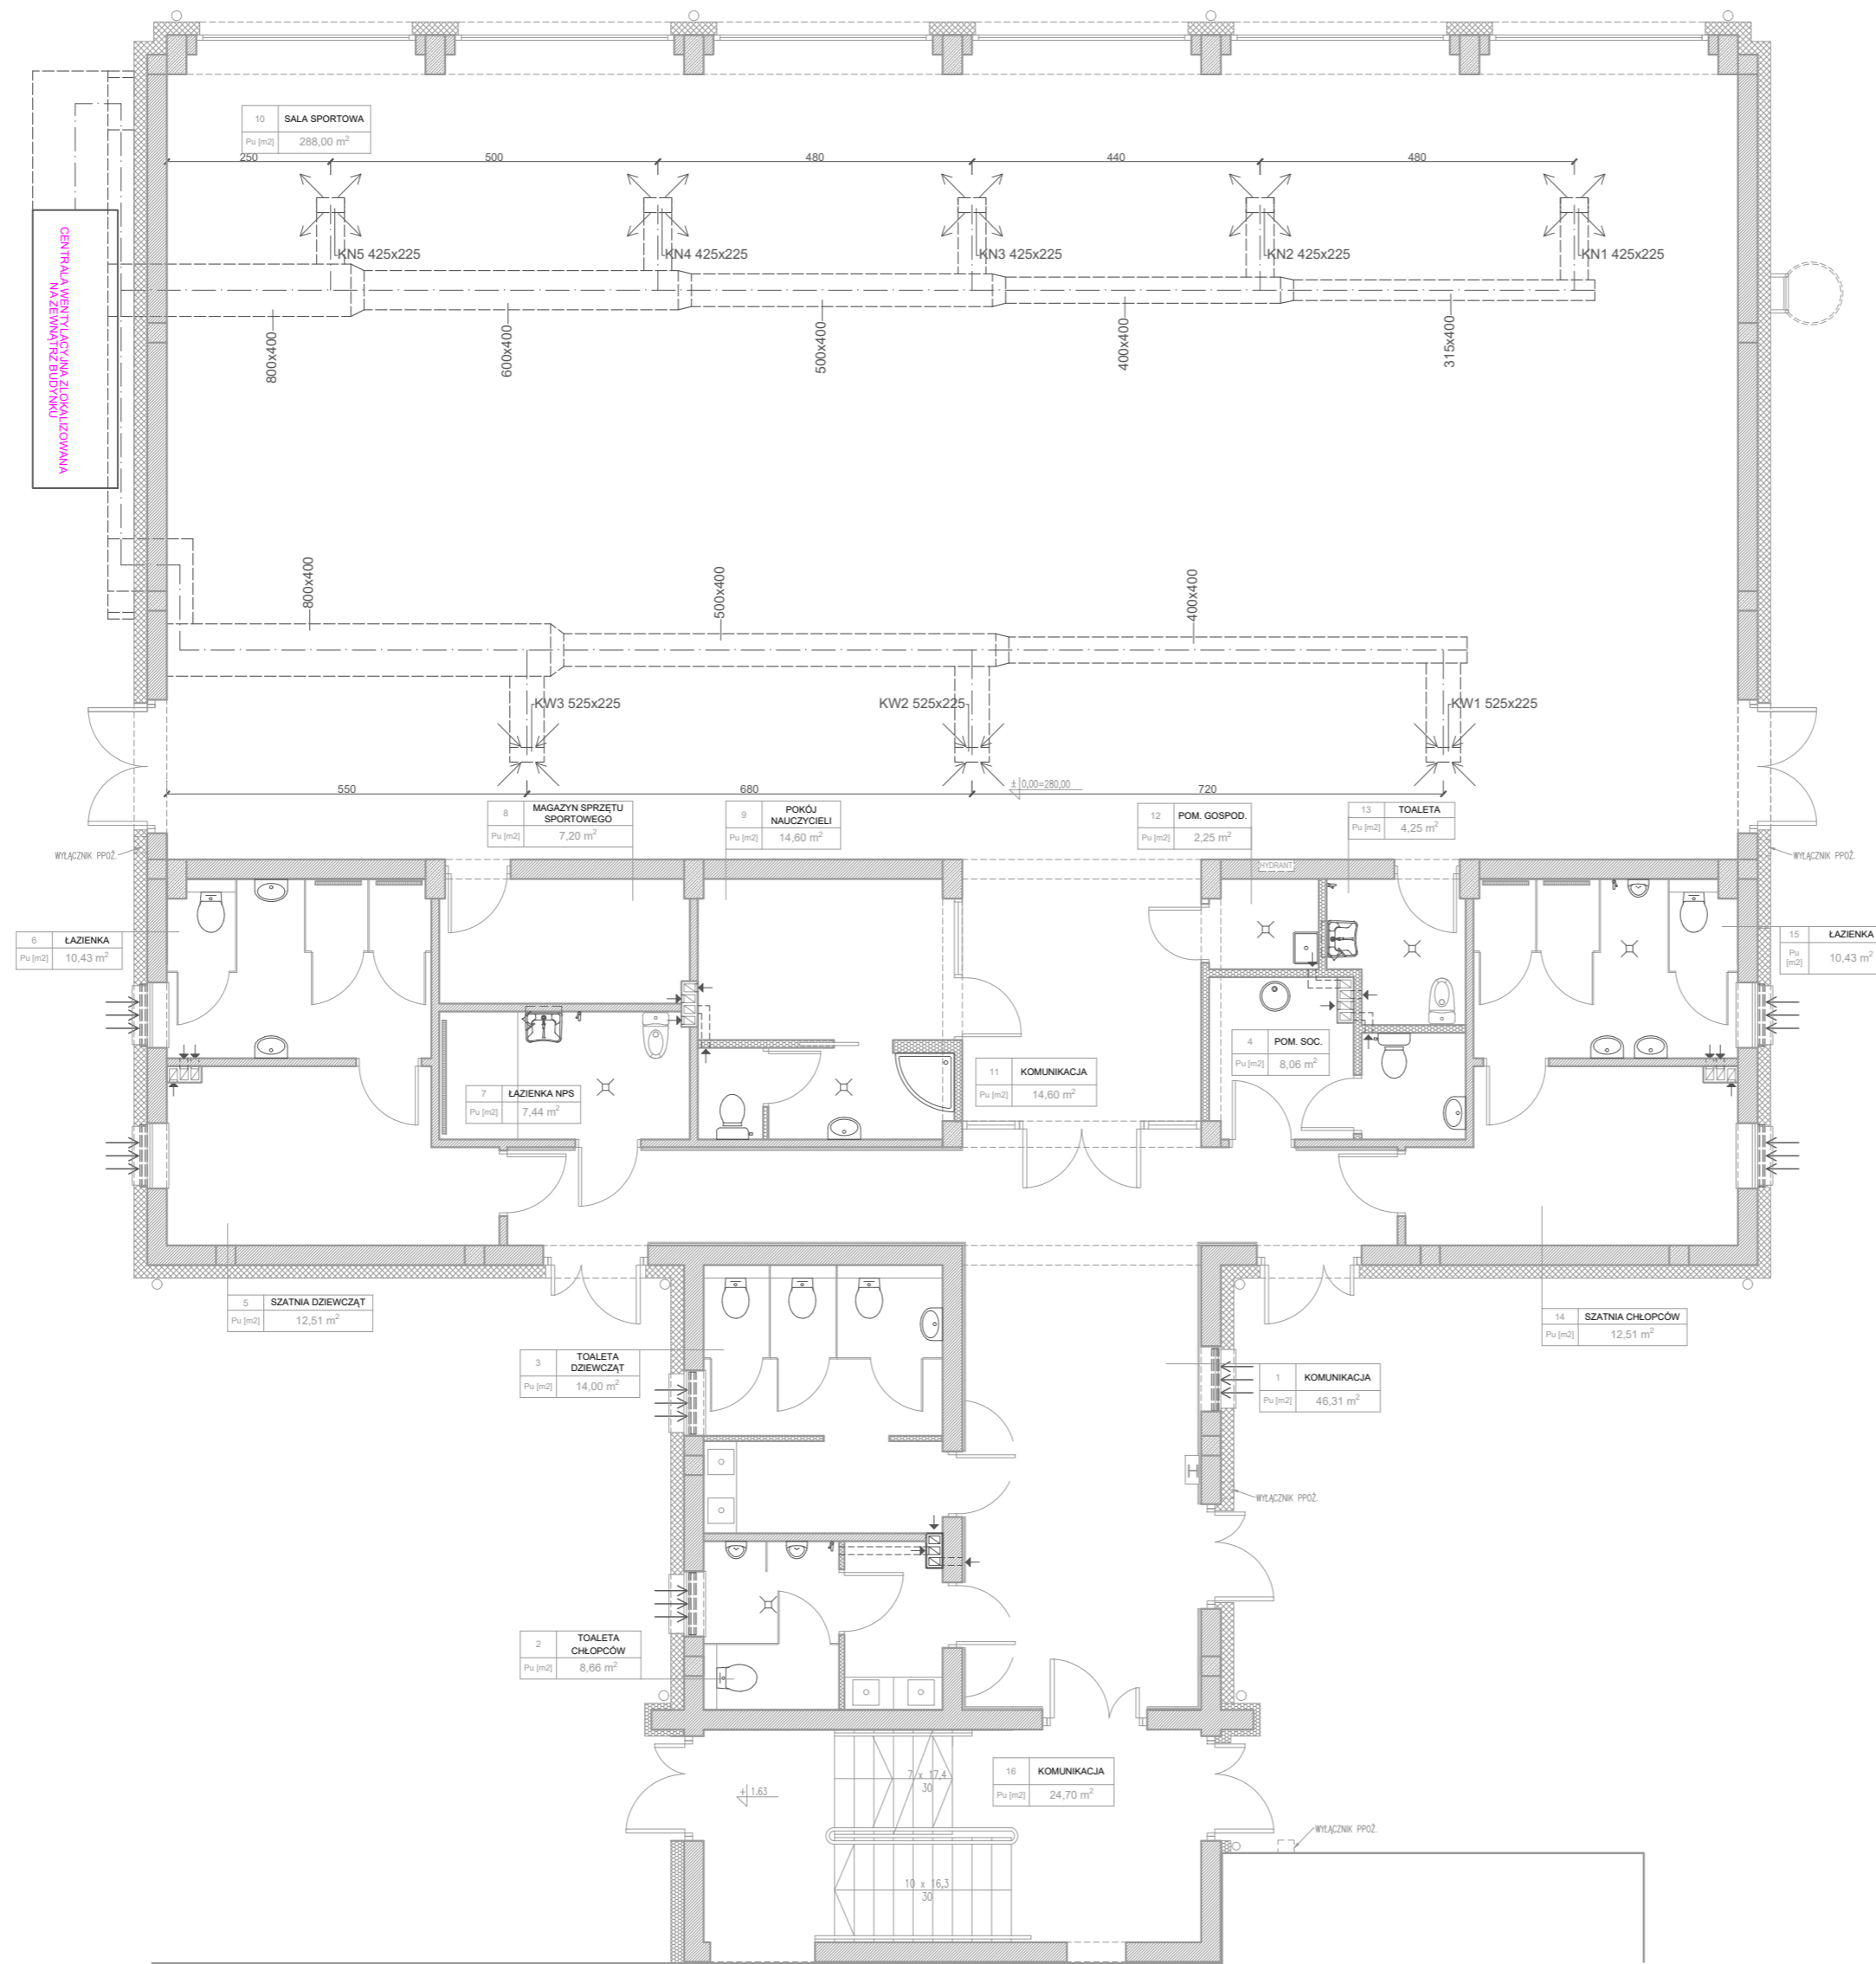 10 SALA SPORTOWA
Pu [m2] 288,00 m²
250 500 480 440 480
KN5 425x225
KN4 425x225
KN3 425x225
KN2 425x225
KN1 425x225
CENTRALA WENTYLACYJNA ZLOKALIZOWANA
NA ZEWNĄTRZ BUDYNKU
800x400
600x400
500x400
400x400
315x400
800x400
500x400
400x400
KW3 525x225
KW2 525x225
KW1 525x225
550 680 720
± 0,00=280,00
8 MAGAZYN SPRZĘTU
SPORTOWEGO
Pu [m2] 7,20 m²
9 POKÓJ
NAUCZYCIELI
Pu [m2] 14,60 m²
12 POM. GOSPOD.
Pu [m2] 2,25 m²
13 TOALETA
Pu [m2] 4,25 m²
WYŁĄCZNIK PPOŻ.
WYŁĄCZNIK PPOŻ.
HYDRANT
6 ŁAZIENKA
Pu [m2] 10,43 m²
15 ŁAZIENKA
Pu
[m2] 10,43 m²
7 ŁAZIENKA NPS
Pu [m2] 7,44 m²
11 KOMUNIKACJA
Pu [m2] 14,60 m²
4 POM. SOC.
Pu [m2] 8,06 m²
5 SZATNIA DZIEWCZĄT
Pu [m2] 12,51 m²
14 SZATNIA CHŁOPCÓW
Pu [m2] 12,51 m²
3 TOALETA
DZIEWCZĄT
Pu [m2] 14,00 m²
1 KOMUNIKACJA
Pu [m2] 46,31 m²
H
WYŁĄCZNIK PPOŻ.
2 TOALETA
CHŁOPCÓW
Pu [m2] 8,66 m²
16 KOMUNIKACJA
Pu [m2] 24,70 m²
7 x 17,4
30
± 1.63
WYŁĄCZNIK PPOŻ.
10 x 16,3
30